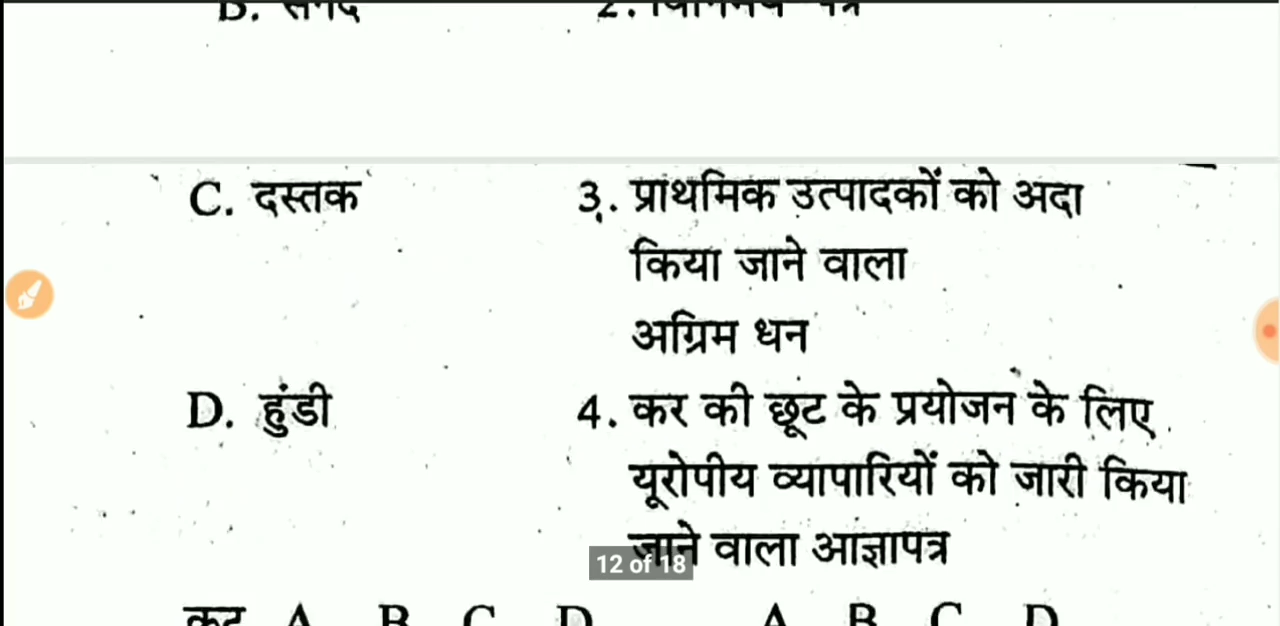 C. दस्तक 3. प्राथमिक उत्पादकों को अदा
किया जाने वाला
अग्रिम धन
D. हुंडी 4. कर की छूट के प्रयोजन के लिए
यूरोपीय व्यापारियों को जारी किया
जाने वाला आज्ञापत्र
12 of 18
कूट A B C D A B C D